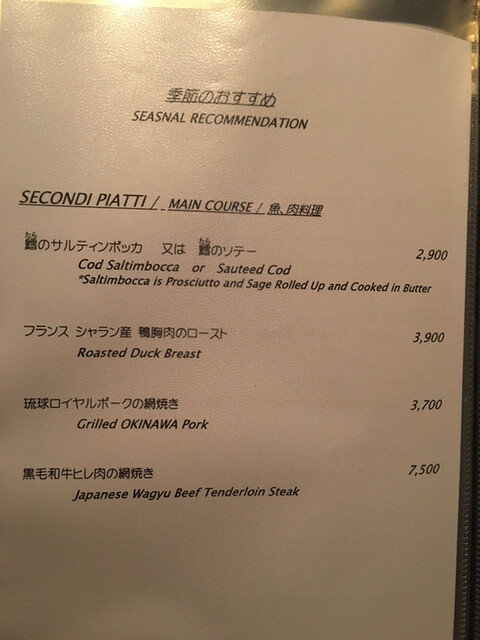 季節のおすすめ
SEASNAL RECOMMENDATION
SECONDI PIATTI / MAIN COURSE / 魚、肉料理
鱈のサルティンボッカ 又は 鱈のソテー 2,900
Cod Saltimbocca or Sauteed Cod
*Saltimbocca is Prosciutto and Sage Rolled Up and Cooked in Butter
フランス シャラン産 鴨胸肉のロースト 3,900
Roasted Duck Breast
琉球ロイヤルポークの網焼き 3,700
Grilled OKINAWA Pork
黒毛和牛ヒレ肉の網焼き 7,500
Japanese Wagyu Beef Tenderloin Steak